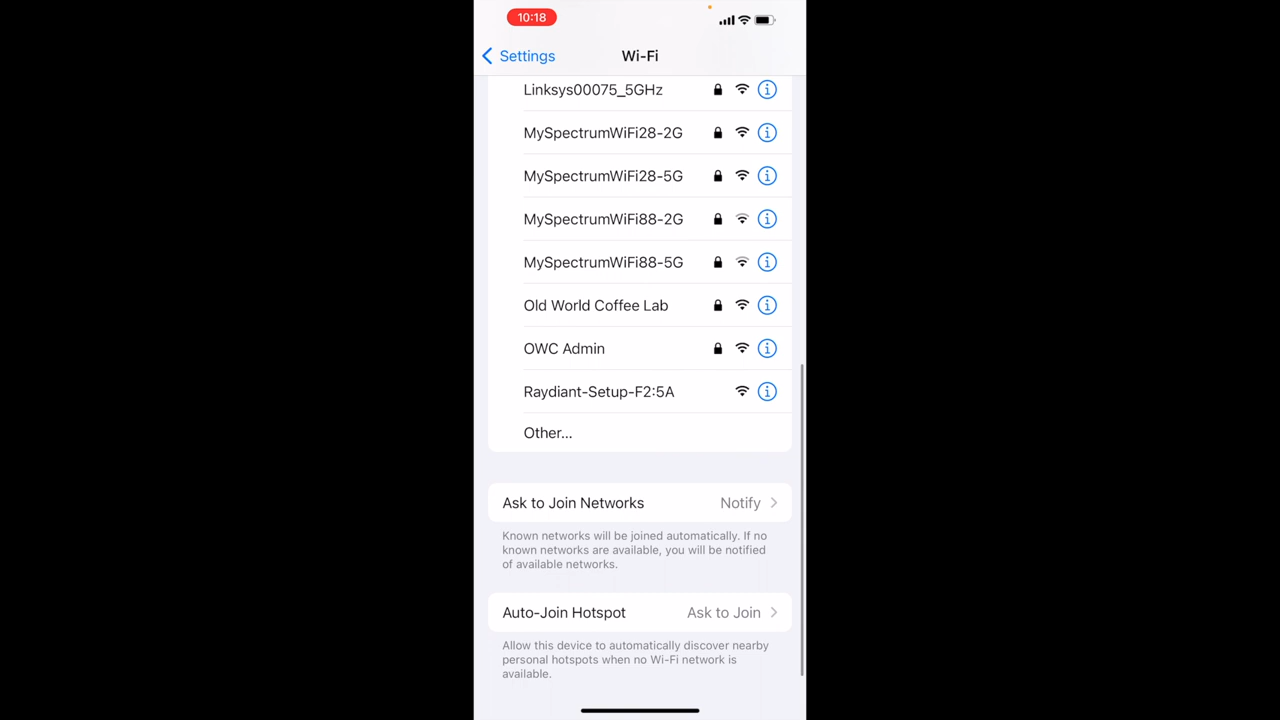 10:18
Settings
Wi-Fi
Linksys00075_5GHz
MySpectrumWiFi28-2G
MySpectrumWiFi28-5G
MySpectrumWiFi88-2G
MySpectrumWiFi88-5G
Old World Coffee Lab
OWC Admin
Raydiant-Setup-F2:5A
Other...
Ask to Join Networks Notify
Known networks will be joined automatically. If no
known networks are available, you will be notified
of available networks.
Auto-Join Hotspot Ask to Join
Allow this device to automatically discover nearby
personal hotspots when no Wi-Fi network is
available.